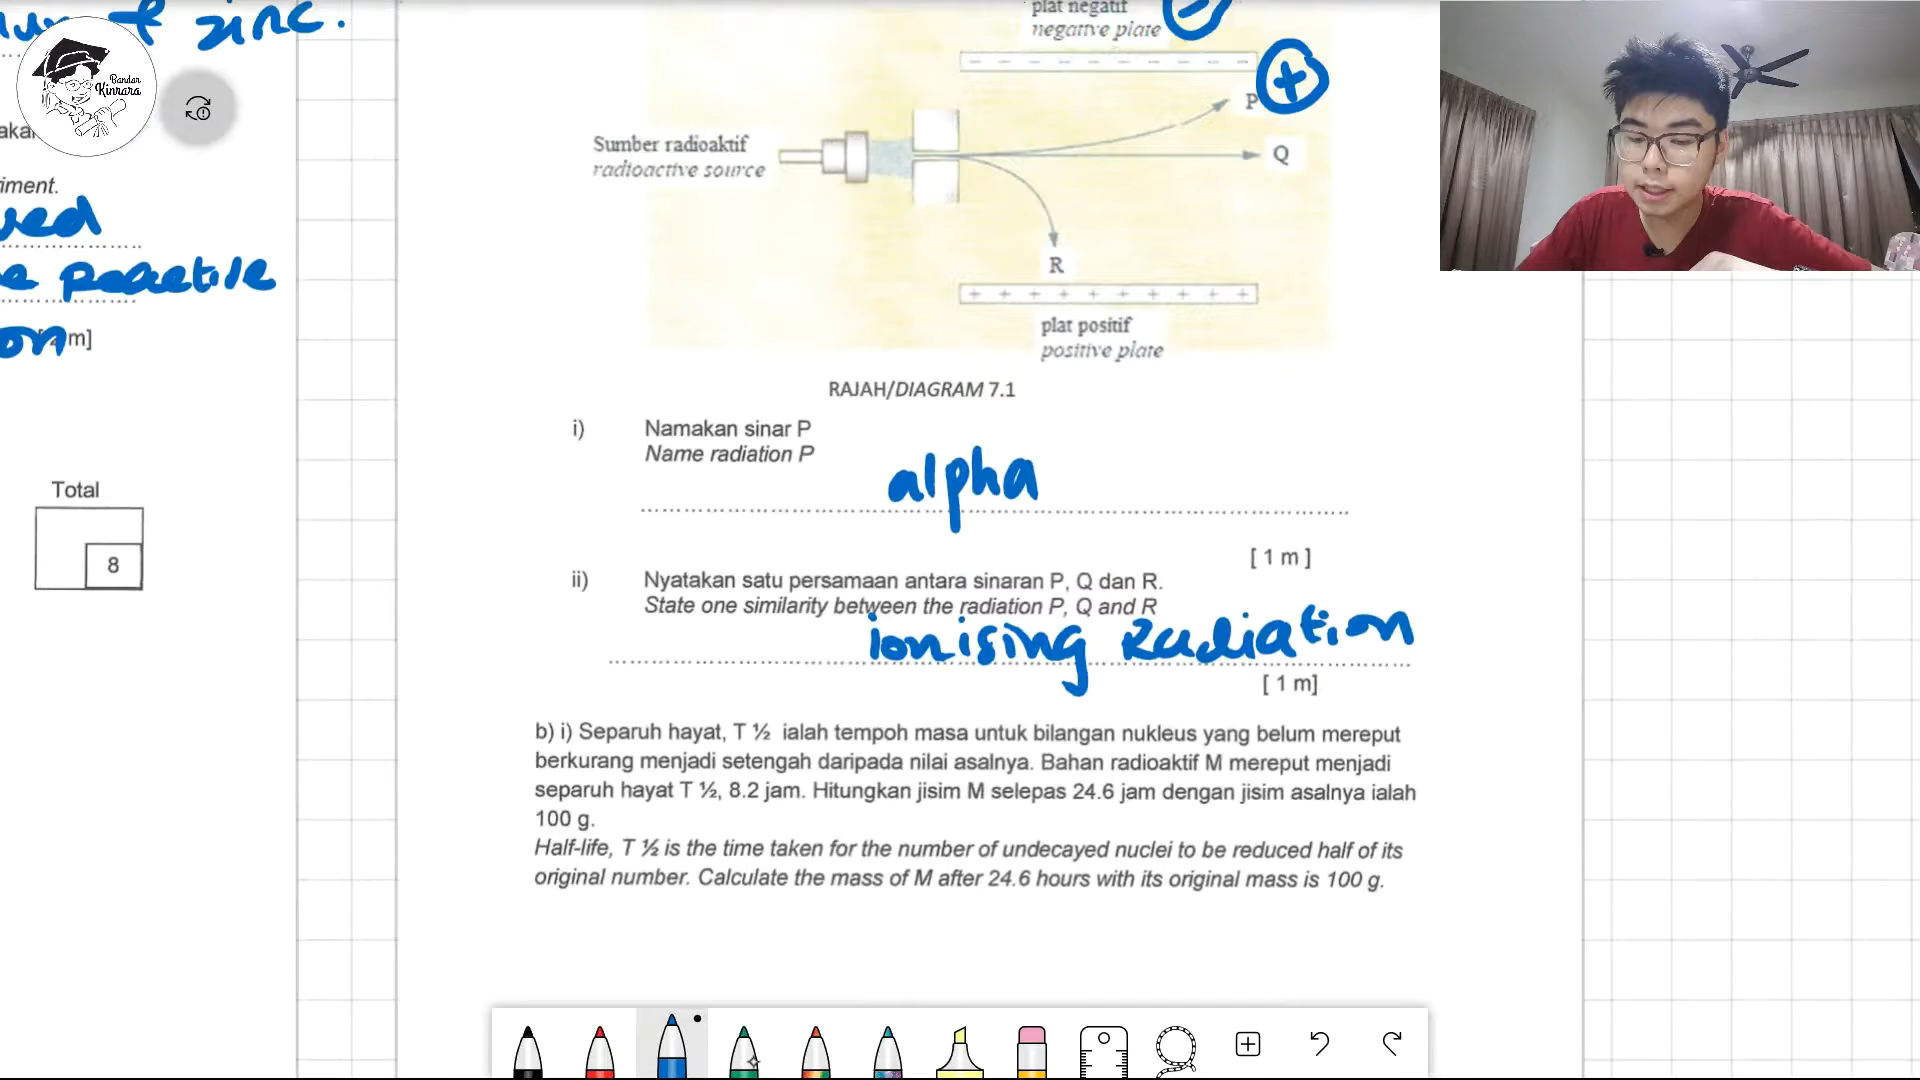 zinc.
Bandar
Kinrara
iment.
[2 m]
Total
8
plat negatif
negative plate
- - - - - - - - - -
+
P
Sumber radioaktif
radioactive source
Q
R
+ + + + + + + + + +
plat positif
positive plate
RAJAH/DIAGRAM 7.1
i) Namakan sinar P
Name radiation P
alpha
[ 1 m ]
ii) Nyatakan satu persamaan antara sinaran P, Q dan R.
State one similarity between the radiation P, Q and R
ionising Radiation
[ 1 m]
b) i) Separuh hayat, T ½ ialah tempoh masa untuk bilangan nukleus yang belum mereput
berkurang menjadi setengah daripada nilai asalnya. Bahan radioaktif M mereput menjadi
separuh hayat T ½, 8.2 jam. Hitungkan jisim M selepas 24.6 jam dengan jisim asalnya ialah
100 g.
Half-life, T ½ is the time taken for the number of undecayed nuclei to be reduced half of its
original number. Calculate the mass of M after 24.6 hours with its original mass is 100 g.